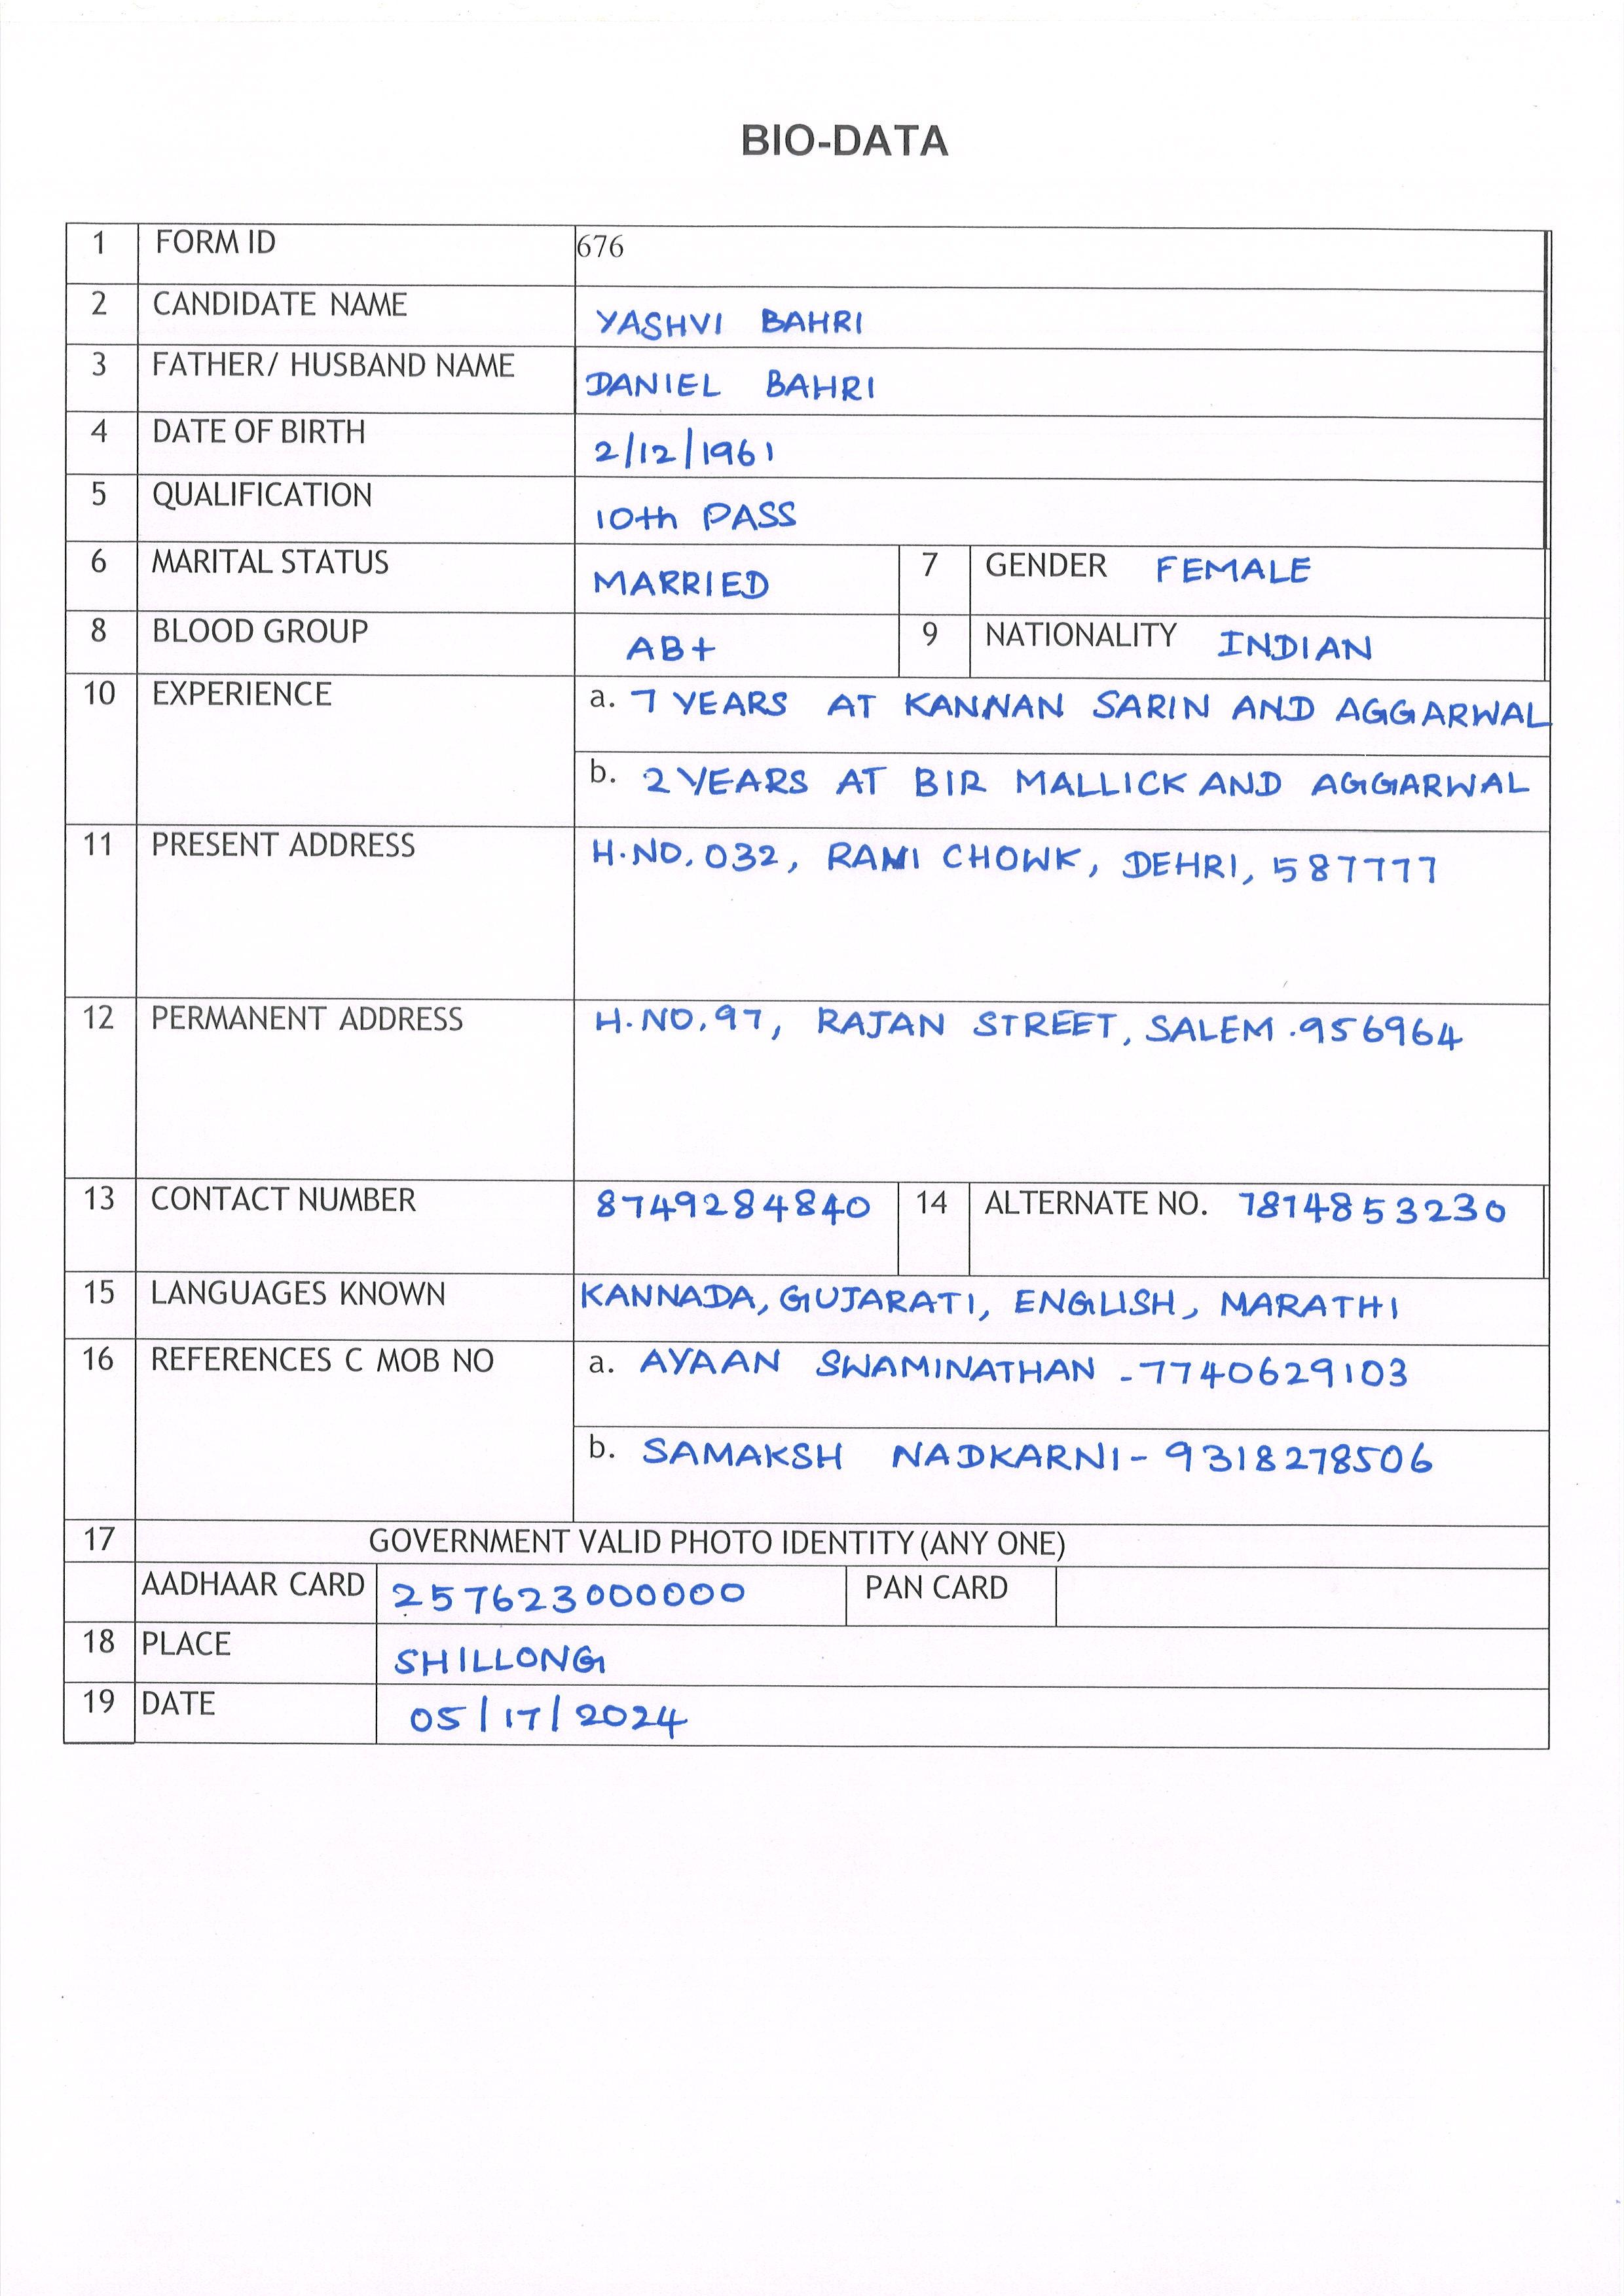 BIO-DATA
1 FORM ID 676
2 CANDIDATE NAME YASHVI BAHRI
3 FATHER/ HUSBAND NAME DANIEL BAHRI
4 DATE OF BIRTH 2/12/1961
5 QUALIFICATION 10th PASS
6 MARITAL STATUS MARRIED 7 GENDER FEMALE
8 BLOOD GROUP AB+ 9 NATIONALITY INDIAN
10 EXPERIENCE a. 7 YEARS AT KANNAN SARIN AND AGGARWAL
b. 2 YEARS AT BIR MALLICK AND AGGARWAL
11 PRESENT ADDRESS H.NO. 032, RAMI CHOWK, DEHRI, 587777
12 PERMANENT ADDRESS H.NO. 97, RAJAN STREET, SALEM .956964
13 CONTACT NUMBER 8749284840 14 ALTERNATE NO. 7814853230
15 LANGUAGES KNOWN KANNADA, GUJARATI, ENGLISH, MARATHI
16 REFERENCES C MOB NO a. AYAAN SWAMINATHAN - 7740629103
b. SAMAKSH NADKARNI - 9318278506
17 GOVERNMENT VALID PHOTO IDENTITY (ANY ONE)
AADHAAR CARD 257623000000 PAN CARD
18 PLACE SHILLONG
19 DATE 05/17/2024